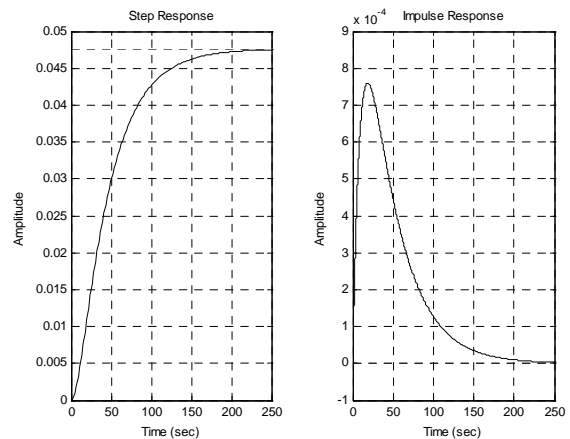 Step Response
0.05
0.045
0.04
0.035
0.03
0.025
0.02
0.015
0.01
0.005
0
Amplitude
0 50 100 150 200 250
Time (sec)
Impulse Response
x 10-4
9
8
7
6
5
4
3
2
1
0
-1
Amplitude
0 50 100 150 200 250
Time (sec)